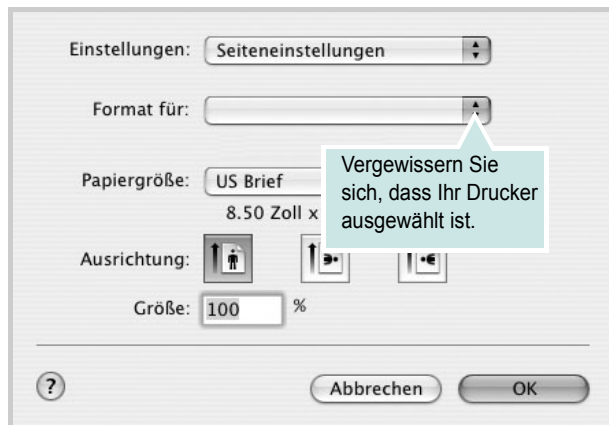 Einstellungen: Seiteneinstellungen
Format für:
Vergewissern Sie
sich, dass Ihr Drucker
ausgewählt ist.
Papiergröße: US Brief
8.50 Zoll x
Ausrichtung:
Größe: 100 %
? Abbrechen OK